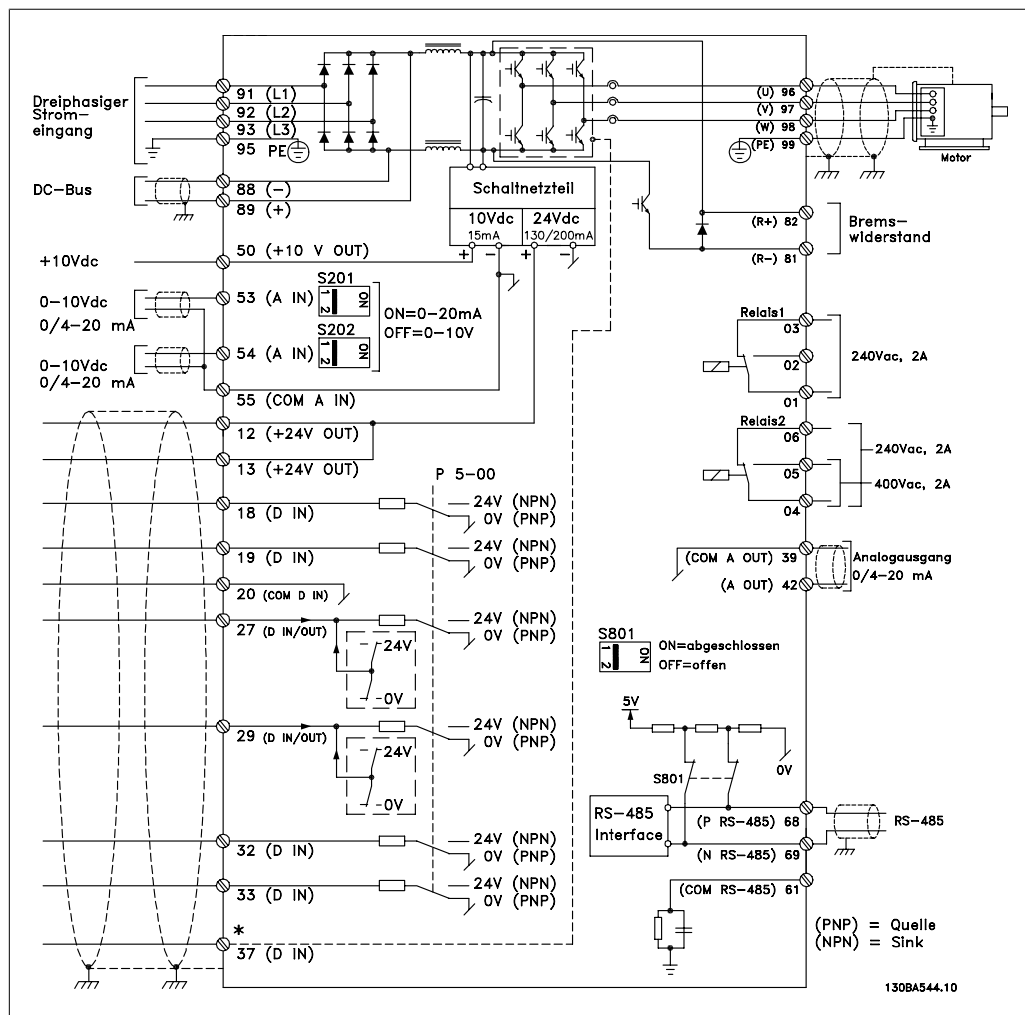 Dreiphasiger
Strom-
eingang
91 (L1)
92 (L2)
93 (L3)
95 PE
DC-Bus
88 (-)
89 (+)
+10Vdc
50 (+10 V OUT)
0-10Vdc
0/4-20 mA
53 (A IN)
S201
ON
1 2
ON=0-20mA
OFF=0-10V
S202
ON
1 2
0-10Vdc
0/4-20 mA
54 (A IN)
55 (COM A IN)
12 (+24V OUT)
13 (+24V OUT)
P 5-00
18 (D IN)
24V (NPN)
0V (PNP)
19 (D IN)
24V (NPN)
0V (PNP)
20 (COM D IN)
27 (D IN/OUT)
24V (NPN)
0V (PNP)
24V
0V
29 (D IN/OUT)
24V (NPN)
0V (PNP)
24V
0V
32 (D IN)
24V (NPN)
0V (PNP)
33 (D IN)
24V (NPN)
0V (PNP)
*
37 (D IN)
Schaltnetzteil
10Vdc
15mA
24Vdc
130/200mA
+ - + -
(U) 96
(V) 97
(W) 98
(PE) 99
Motor
(R+) 82
(R-) 81
Brems-
widerstand
Relais1
03
02
01
240Vac, 2A
Relais2
06
05
04
240Vac, 2A
400Vac, 2A
(COM A OUT) 39
(A OUT) 42
Analogausgang
0/4-20 mA
S801
ON
1 2
ON=abgeschlossen
OFF=offen
5V
0V
S801
RS-485
Interface
(P RS-485) 68
(N RS-485) 69
RS-485
(COM RS-485) 61
(PNP) = Quelle
(NPN) = Sink
130BA544.10